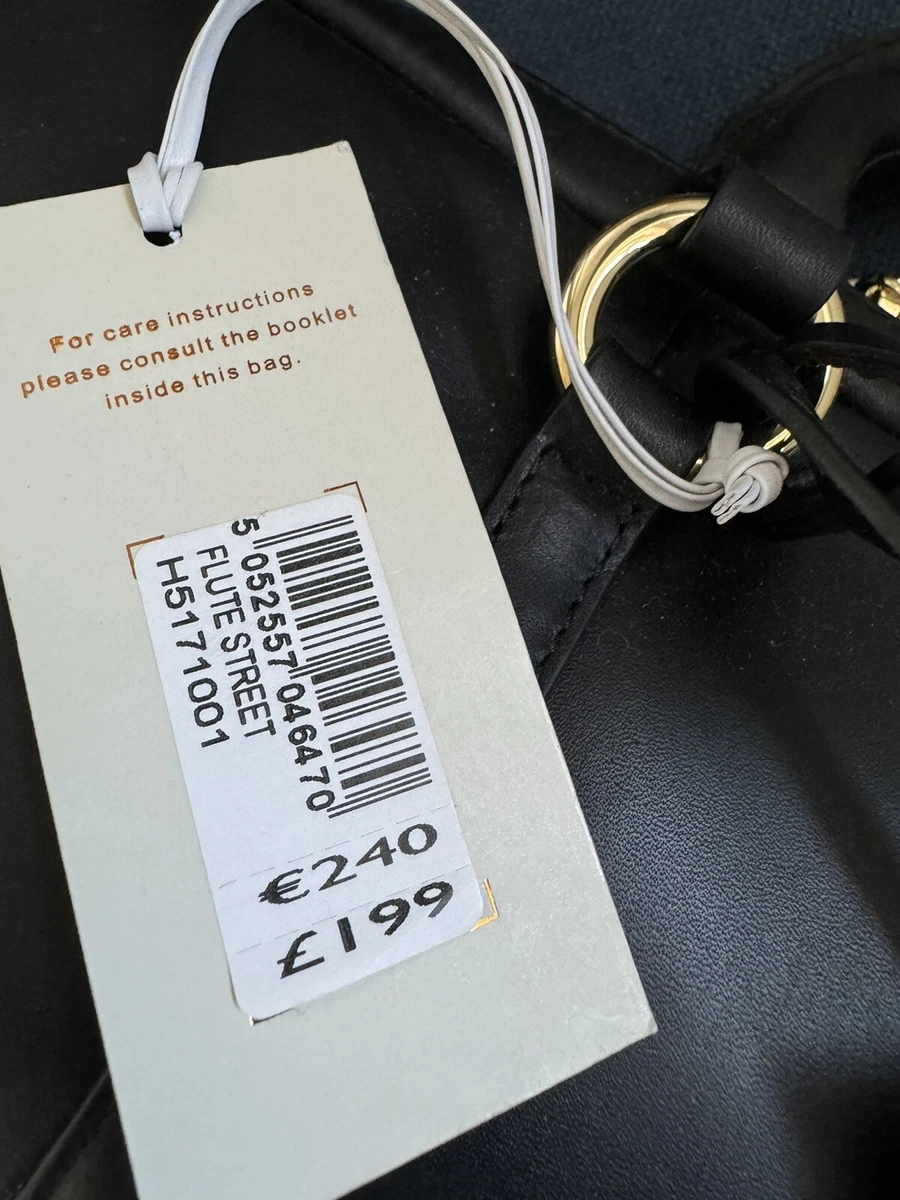 For care instructions
please consult the booklet
inside this bag.
5 052557 046470
FLUTE STREET
H5171001
€240
£199